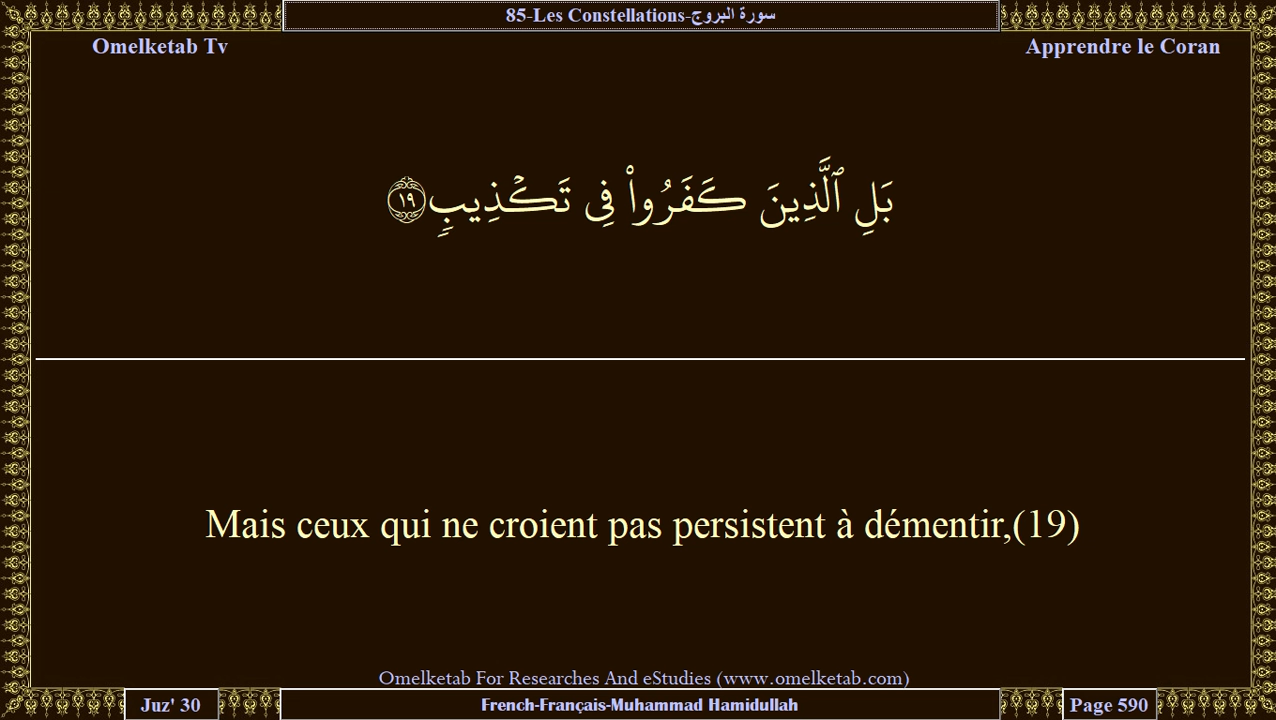 85-Les Constellations-سورة البروج
Omelketab Tv
Apprendre le Coran
بَلِ ٱلَّذِينَ كَفَرُواْ فِى تَكۡذِيبٖ ١٩
Mais ceux qui ne croient pas persistent à démentir,(19)
Omelketab For Researches And eStudies (www.omelketab.com)
Juz' 30
French-Français-Muhammad Hamidullah
Page 590